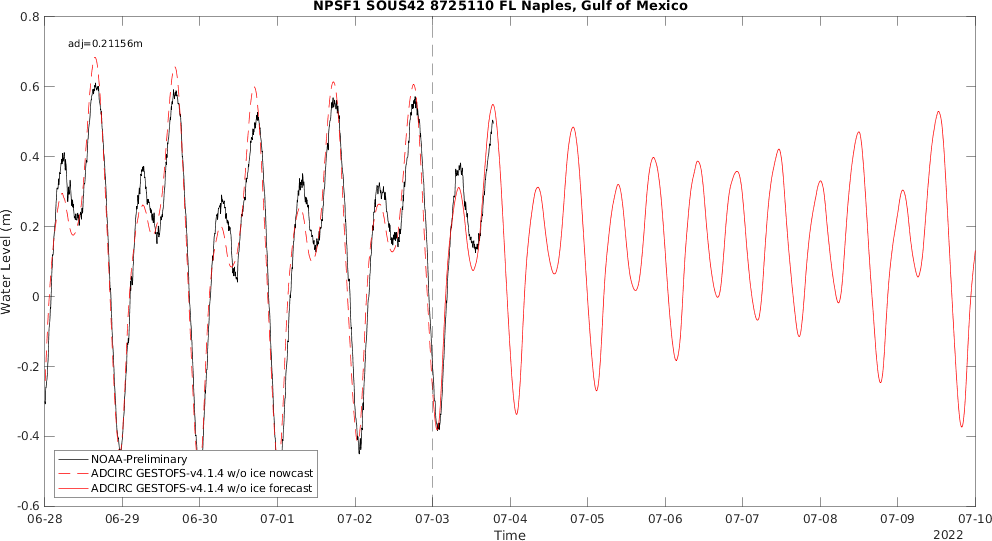 NPSF1 SOUS42 8725110 FL Naples, Gulf of Mexico
adj=0.21156m
0.8
0.6
0.4
0.2
0
-0.2
-0.4
-0.6
Water Level (m)
NOAA-Preliminary
ADCIRC GESTOFS-v4.1.4 w/o ice nowcast
ADCIRC GESTOFS-v4.1.4 w/o ice forecast
06-28 06-29 06-30 07-01 07-02 07-03 07-04 07-05 07-06 07-07 07-08 07-09 07-10
Time
2022